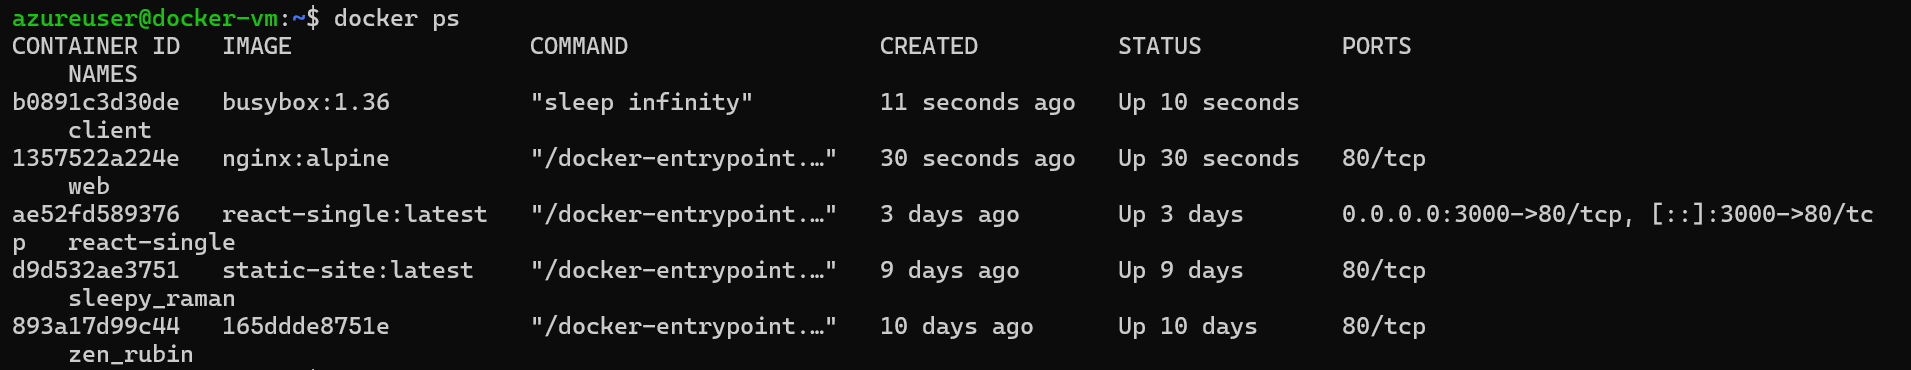 azureuser@docker-vm:~$ docker ps
CONTAINER ID   IMAGE                 COMMAND                  CREATED          STATUS          PORTS
    NAMES
b0891c3d30de   busybox:1.36          "sleep infinity"         11 seconds ago   Up 10 seconds
    client
1357522a224e   nginx:alpine          "/docker-entrypoint.…"   30 seconds ago   Up 30 seconds   80/tcp
    web
ae52fd589376   react-single:latest   "/docker-entrypoint.…"   3 days ago       Up 3 days       0.0.0.0:3000->80/tcp, [::]:3000->80/tc
p   react-single
d9d532ae3751   static-site:latest    "/docker-entrypoint.…"   9 days ago       Up 9 days       80/tcp
    sleepy_raman
893a17d99c44   165ddde8751e          "/docker-entrypoint.…"   10 days ago      Up 10 days      80/tcp
    zen_rubin